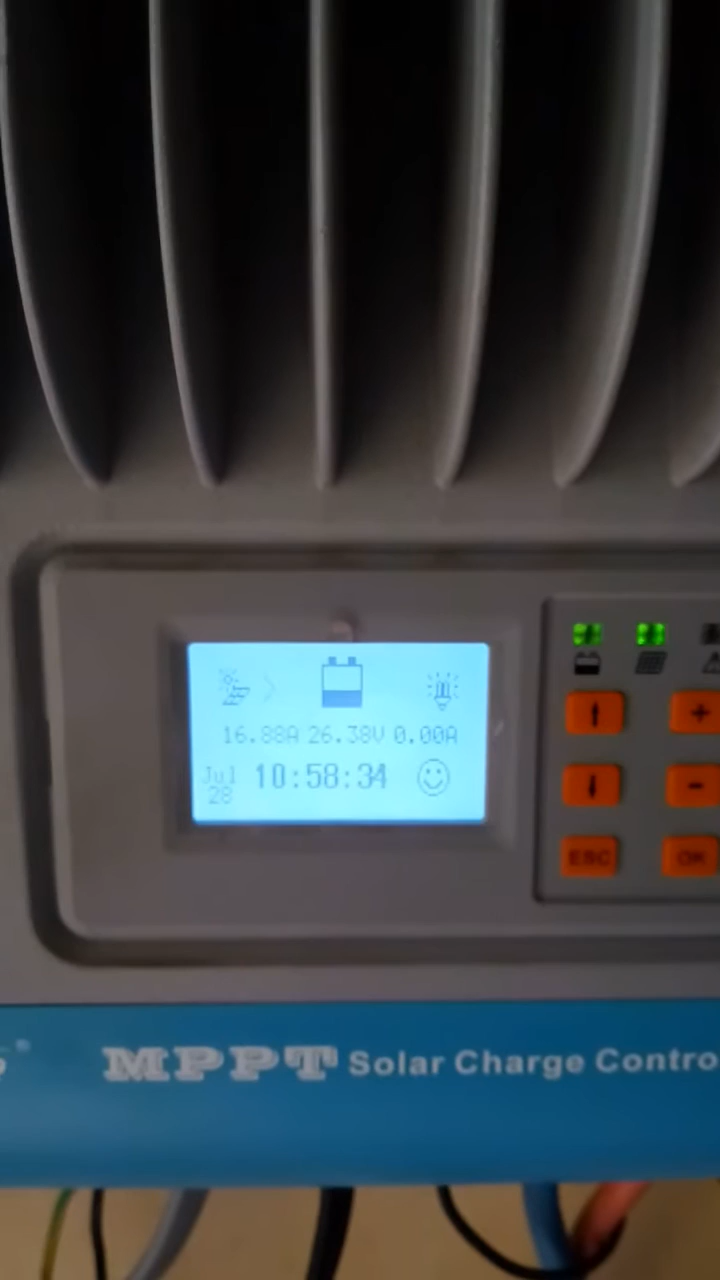 16.88A 26.38V 0.00A
Jul
28
10:58:34
+
-
ESC
OK
MPPT Solar Charge Contro